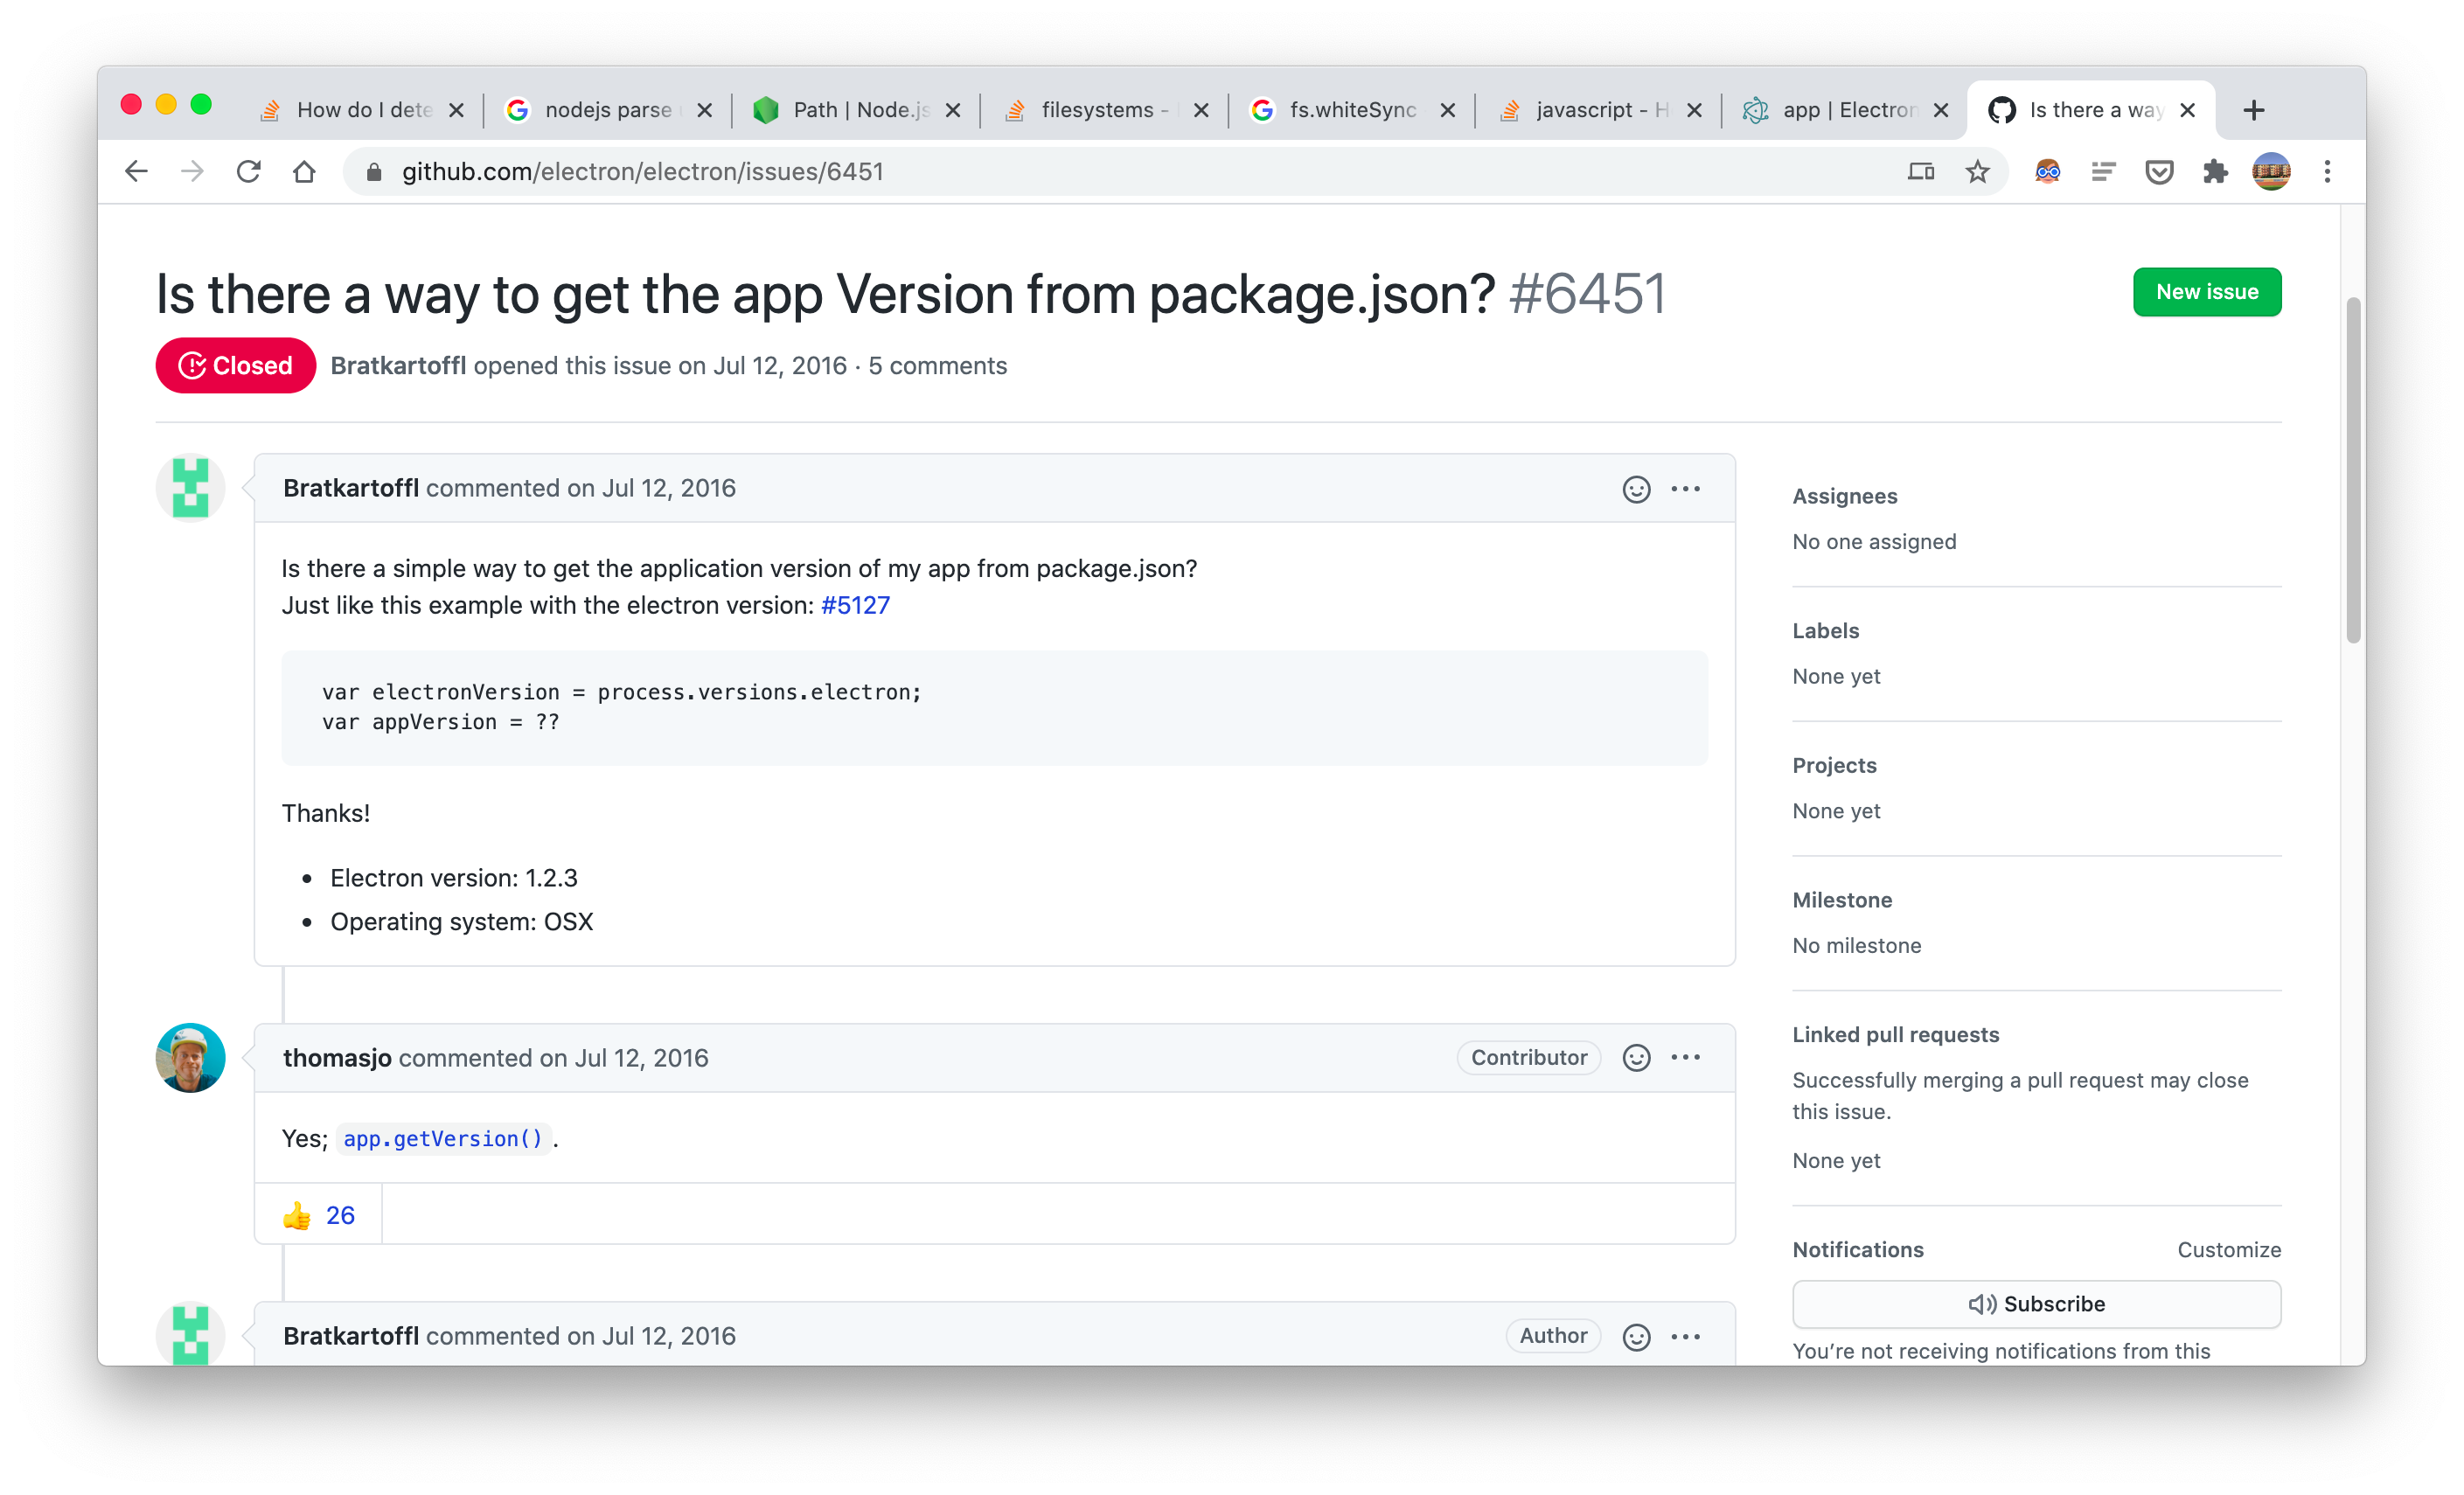 How do I dete
nodejs parse
Path | Node.js
filesystems -
fs.whiteSync
javascript - H
app | Electron
Is there a way
github.com/electron/electron/issues/6451
Is there a way to get the app Version from package.json? #6451
New issue
Closed
Bratkartoffl opened this issue on Jul 12, 2016 · 5 comments
Bratkartoffl commented on Jul 12, 2016
Is there a simple way to get the application version of my app from package.json?
Just like this example with the electron version: #5127
var electronVersion = process.versions.electron;
var appVersion = ??
Thanks!
• Electron version: 1.2.3
• Operating system: OSX
thomasjo commented on Jul 12, 2016
Contributor
Yes; app.getVersion() .
👍 26
Bratkartoffl commented on Jul 12, 2016
Author
Assignees
No one assigned
Labels
None yet
Projects
None yet
Milestone
No milestone
Linked pull requests
Successfully merging a pull request may close
this issue.
None yet
Notifications
Customize
Subscribe
You're not receiving notifications from this